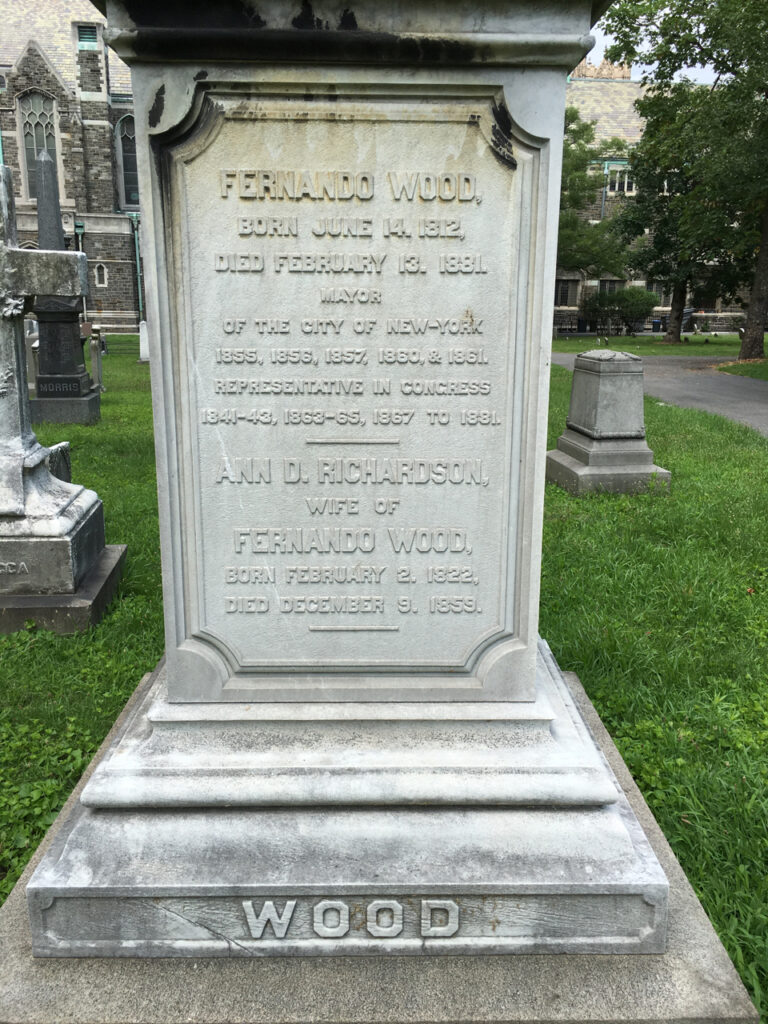 FERNANDO WOOD,
BORN JUNE 14. 1812,
DIED FEBRUARY 13. 1881.
MAYOR
OF THE CITY OF NEW-YORK
1855, 1856, 1857, 1860, & 1861.
REPRESENTATIVE IN CONGRESS
1841-43, 1863-65, 1867 TO 1881.
ANN D. RICHARDSON,
WIFE OF
FERNANDO WOOD,
BORN FEBRUARY 2. 1822,
DIED DECEMBER 9. 1859.
WOOD
MORRIS